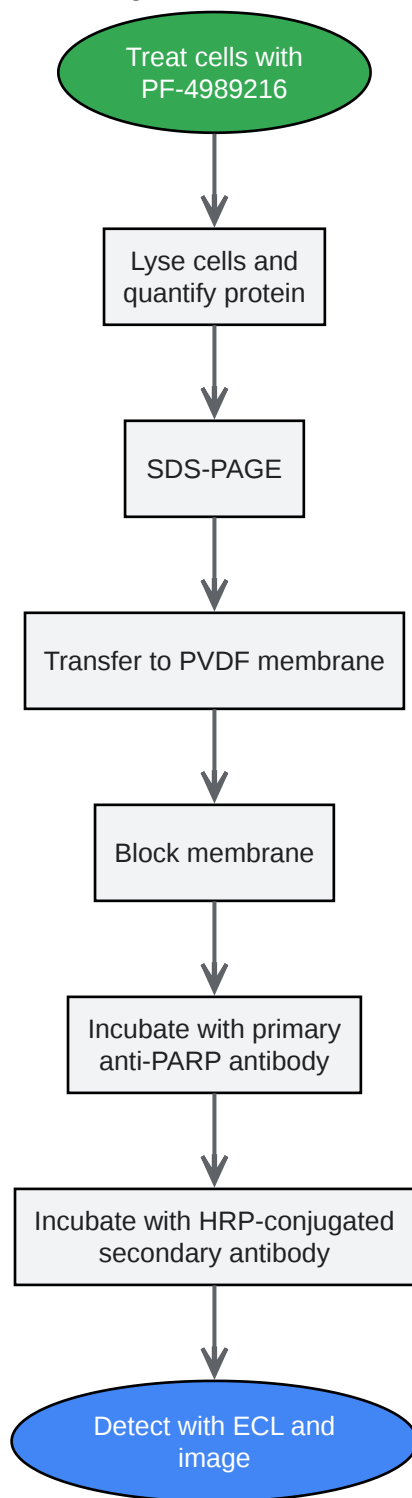 Treat cells with
PF-4989216
Lyse cells and
quantify protein
SDS-PAGE
Transfer to PVDF membrane
Block membrane
Incubate with primary
anti-PARP antibody
Incubate with HRP-conjugated
secondary antibody
Detect with ECL and
image